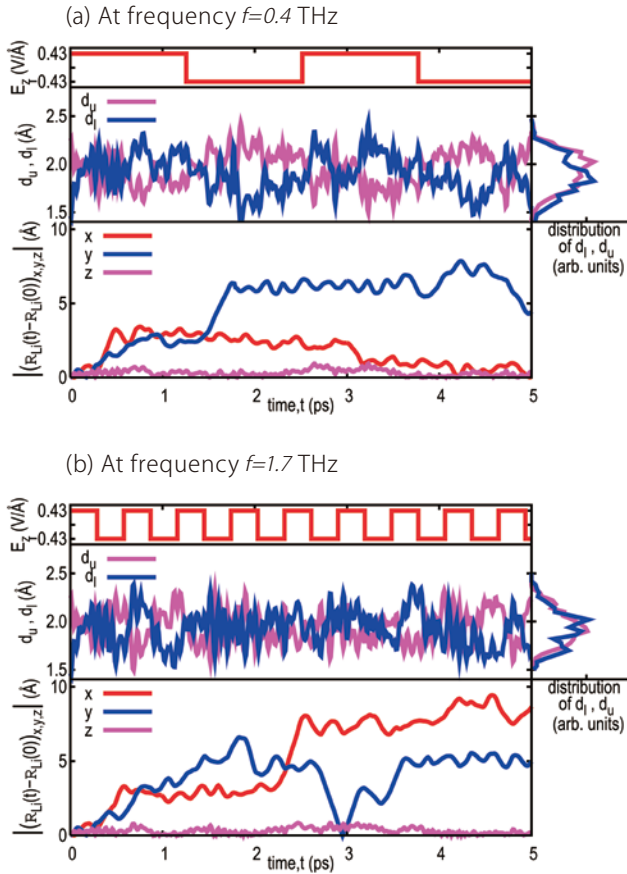 (a) At frequency f=0.4 THz
E_z (V/Å)
0.43
−0.43
d_u
d_l
d_u , d_l (Å)
2.5
2.0
1.5
distribution
of d_l , d_u
(arb. units)
x
y
z
|(R_Li(t)−R_Li(0))_x,y,z| (Å)
10
5
0
0 1 2 3 4 5
time,t (ps)
(b) At frequency f=1.7 THz
E_z (V/Å)
0.43
−0.43
d_u
d_l
d_u , d_l (Å)
2.5
2.0
1.5
distribution
of d_l , d_u
(arb. units)
x
y
z
|(R_Li(t)−R_Li(0))_x,y,z| (Å)
10
5
0
0 1 2 3 4 5
time,t (ps)